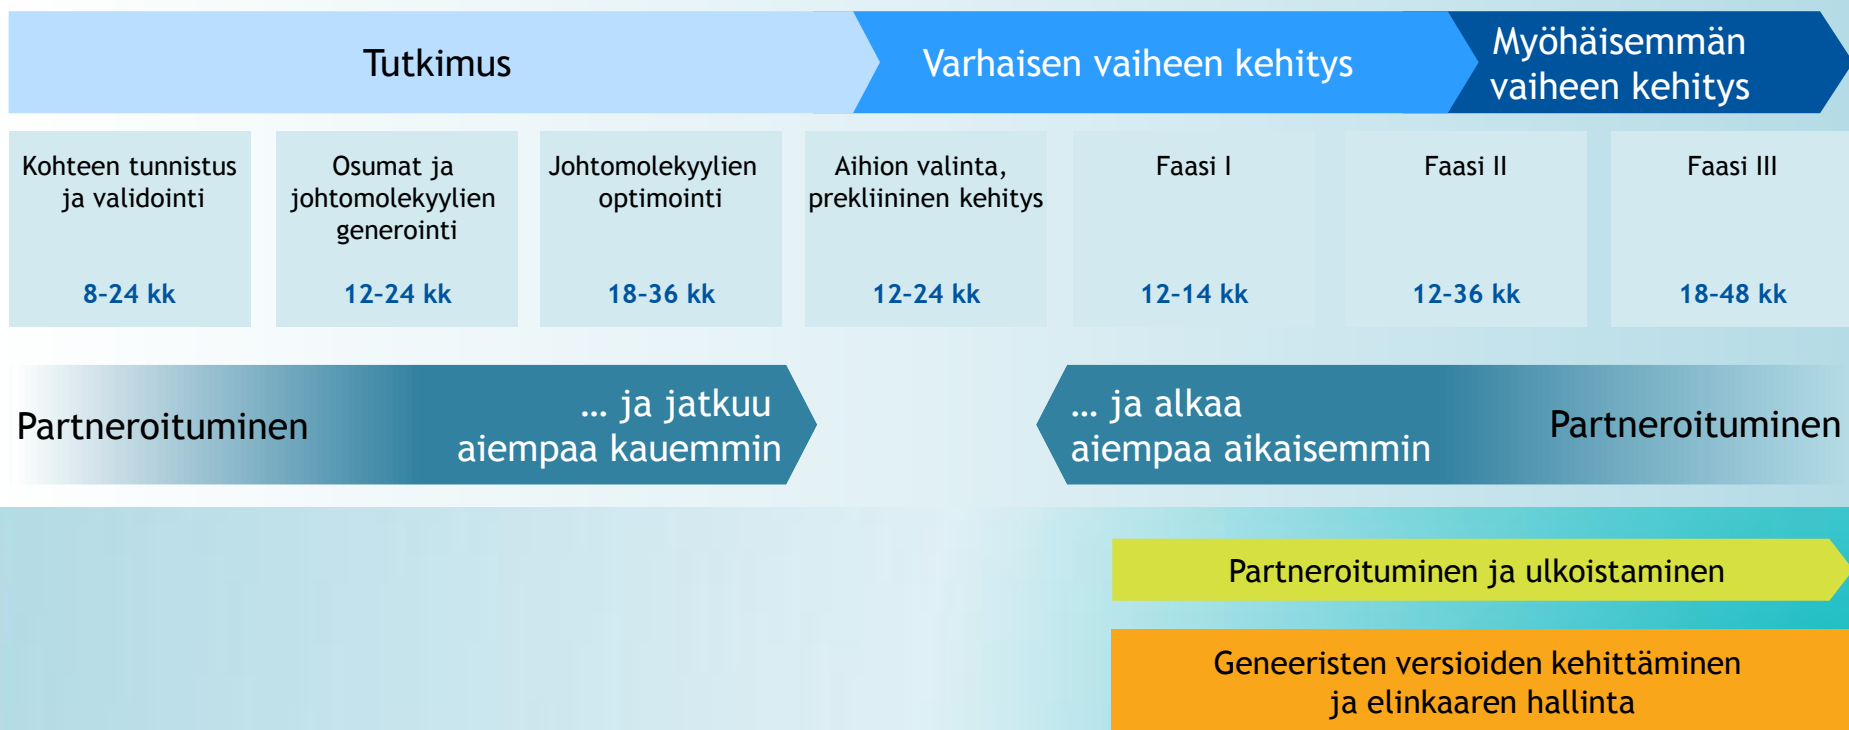 Tutkimus
Varhaisen vaiheen kehitys
Myöhäisemmän
vaiheen kehitys
Kohteen tunnistus
ja validointi
8–24 kk
Osumat ja
johtomolekyylien
generointi
12–24 kk
Johtomolekyylien
optimointi
18–36 kk
Aihion valinta,
prekliininen kehitys
12–24 kk
Faasi I
12–14 kk
Faasi II
12–36 kk
Faasi III
18–48 kk
Partneroituminen
... ja jatkuu
aiempaa kauemmin
... ja alkaa
aiempaa aikaisemmin
Partneroituminen
Partneroituminen ja ulkoistaminen
Geneeristen versioiden kehittäminen
ja elinkaaren hallinta